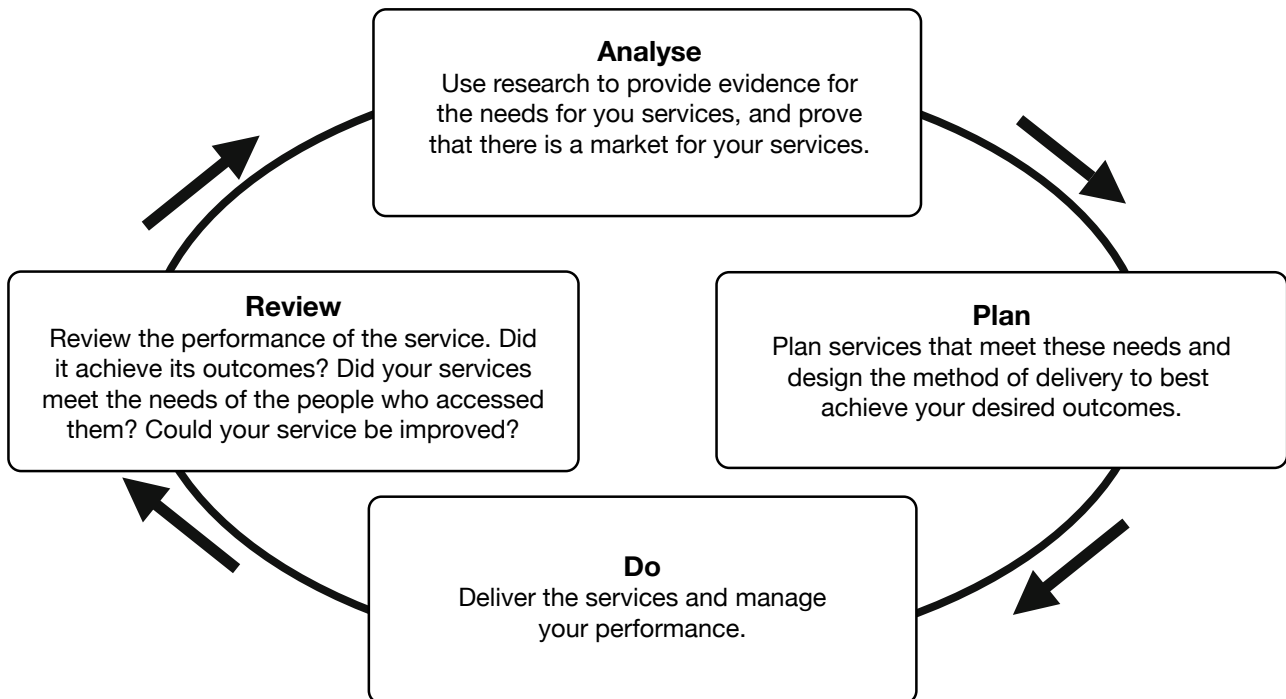 Analyse
Use research to provide evidence for
the needs for you services, and prove
that there is a market for your services.
Plan
Plan services that meet these needs and
design the method of delivery to best
achieve your desired outcomes.
Do
Deliver the services and manage
your performance.
Review
Review the performance of the service. Did
it achieve its outcomes? Did your services
meet the needs of the people who accessed
them? Could your service be improved?